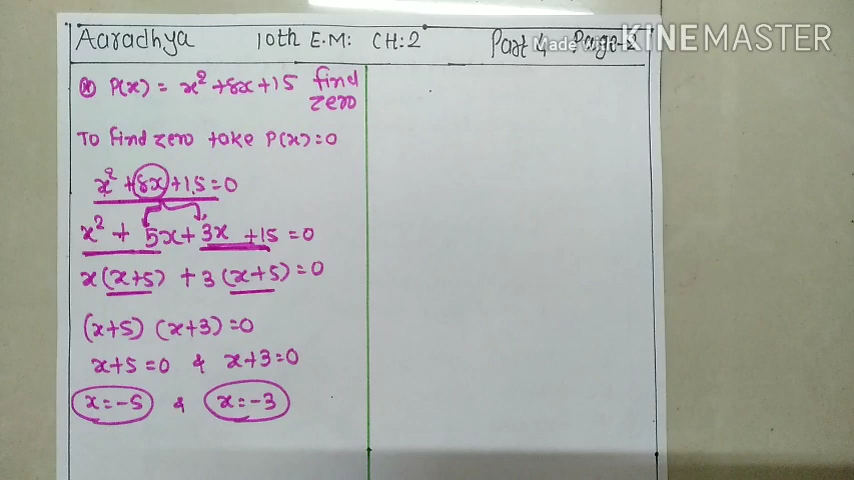 Aaradhya 10th E.M: CH:2 Part 4 Page-2
Made with KINEMASTER
P(x) = x² +8x+15 find
zero
To find zero take P(x)=0
x² +8x+15=0
x² + 5x+3x +15 =0
x(x+5) +3(x+5)=0
(x+5) (x+3)=0
x+5=0 & x+3=0
x=-5 & x=-3